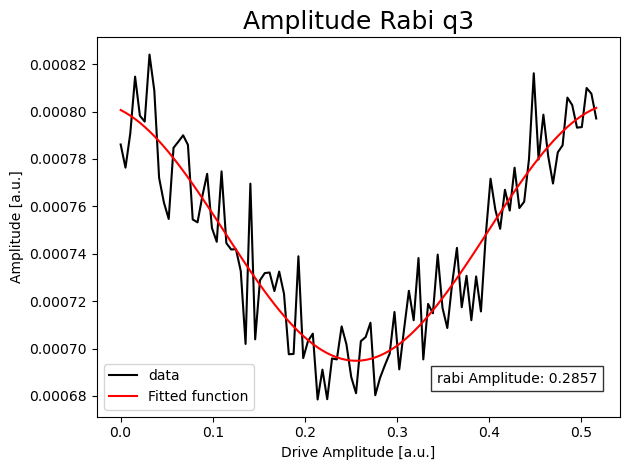 Amplitude Rabi q3
Amplitude [a.u.]
0.00082
0.00080
0.00078
0.00076
0.00074
0.00072
0.00070
0.00068
data
Fitted function
rabi Amplitude: 0.2857
0.0 0.1 0.2 0.3 0.4 0.5
Drive Amplitude [a.u.]